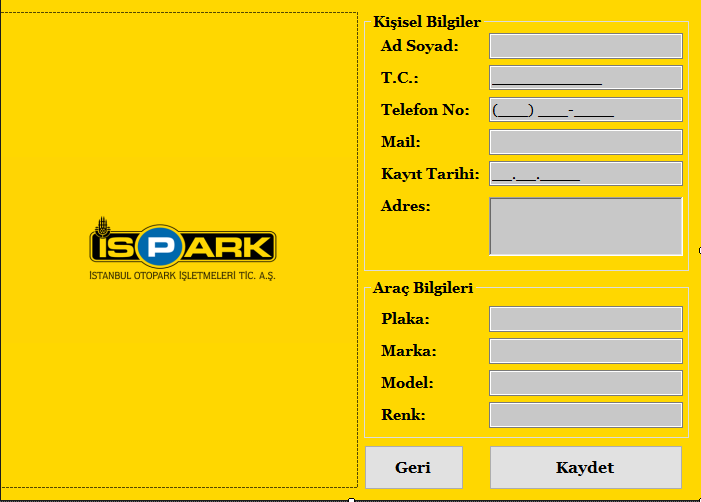 İSPARK
İSTANBUL OTOPARK İŞLETMELERİ TİC. A.Ş.
Kişisel Bilgiler
Ad Soyad:
T.C.: ___________
Telefon No: (___) ___-____
Mail:
Kayıt Tarihi: __.__.____
Adres:
Araç Bilgileri
Plaka:
Marka:
Model:
Renk:
Geri Kaydet